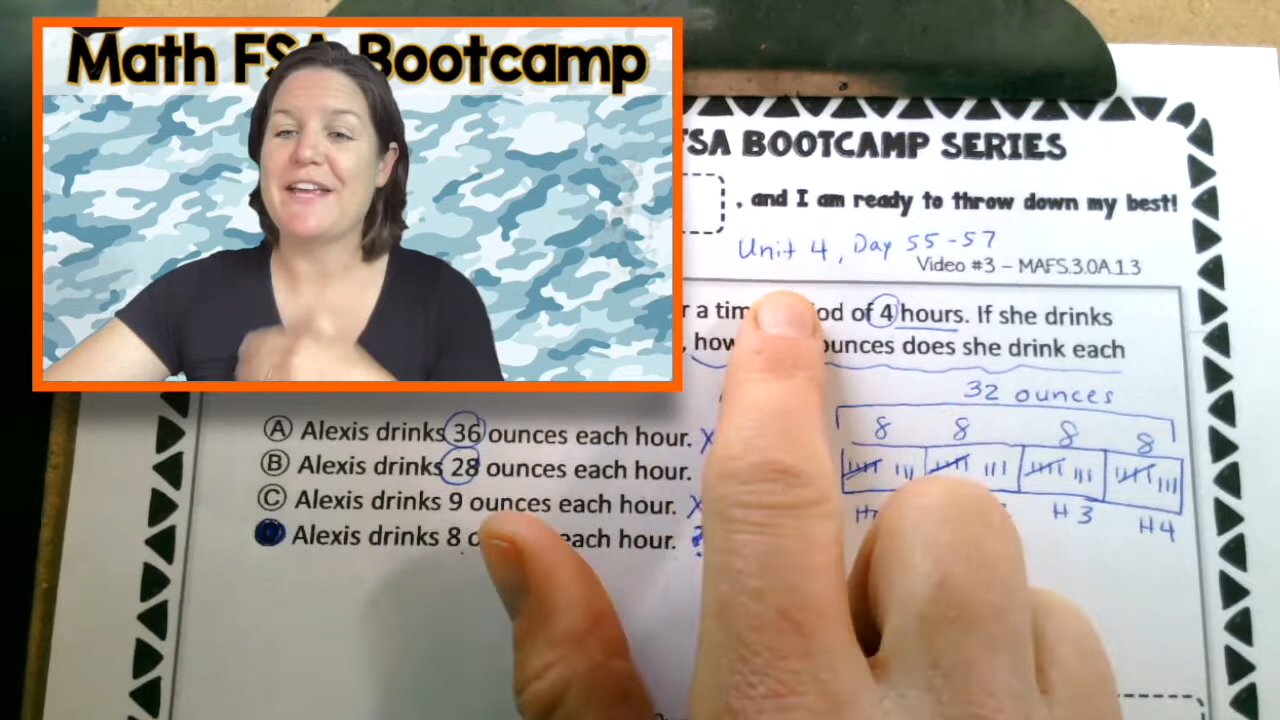 Math FSA Bootcamp
FSA BOOTCAMP SERIES
, and I am ready to throw down my best!
Unit 4, Day 55-57
Video #3 – MAFS.3.OA.1.3
r a time period of 4 hours. If she drinks
, how ounces does she drink each
32 ounces
8 8 8 8
Ⓐ Alexis drinks 36 ounces each hour. X
Ⓑ Alexis drinks 28 ounces each hour.
Ⓒ Alexis drinks 9 ounces each hour. X
Alexis drinks 8 each hour.
H3 H4